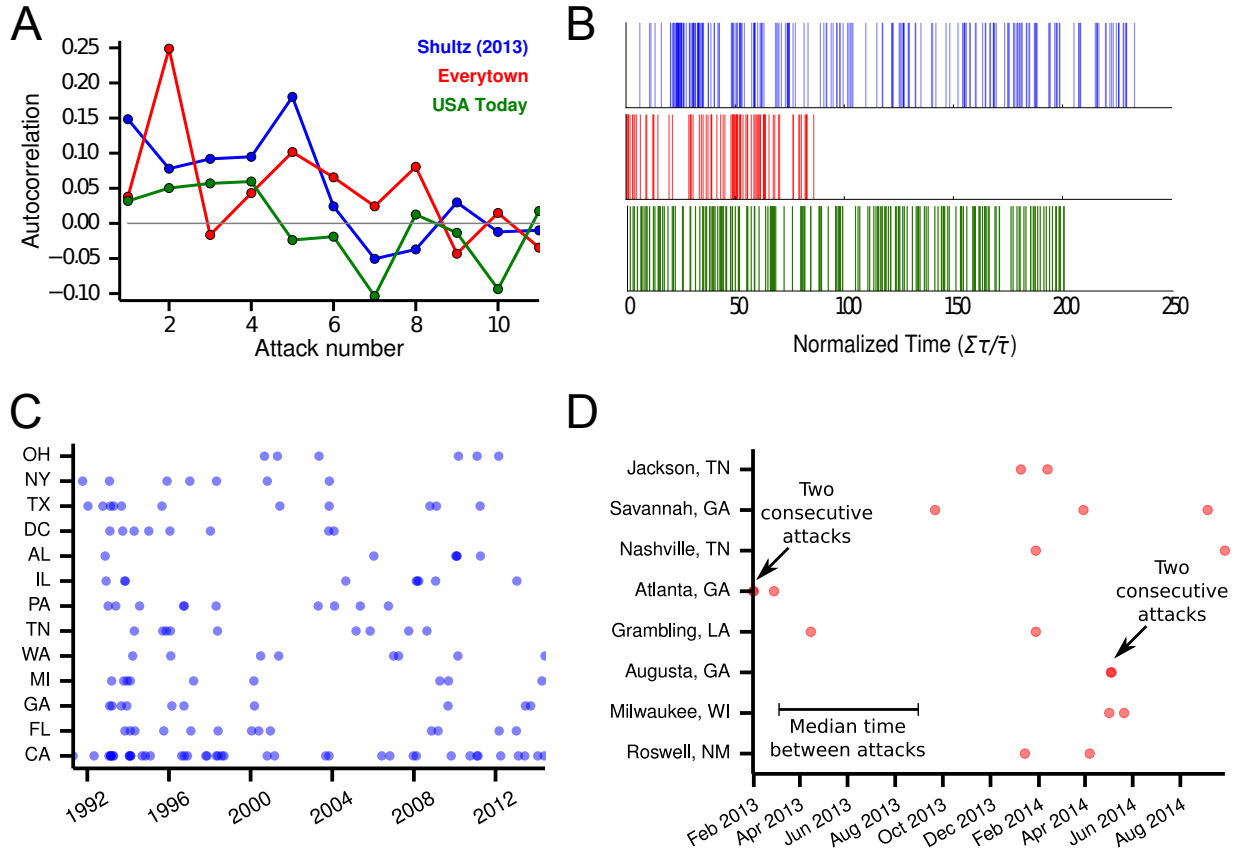 A
Shultz (2013)
Everytown
USA Today
Autocorrelation
0.25
0.20
0.15
0.10
0.05
0.00
−0.05
−0.10
2 4 6 8 10
Attack number
B
0 50 100 150 200 250
Normalized Time (Στ/τ̄)
C
OH
NY
TX
DC
AL
IL
PA
TN
WA
MI
GA
FL
CA
1992 1996 2000 2004 2008 2012
D
Jackson, TN
Savannah, GA
Nashville, TN
Atlanta, GA
Grambling, LA
Augusta, GA
Milwaukee, WI
Roswell, NM
Two
consecutive
attacks
Two
consecutive
attacks
Median time
between attacks
Feb 2013 Apr 2013 Jun 2013 Aug 2013 Oct 2013 Dec 2013 Feb 2014 Apr 2014 Jun 2014 Aug 2014